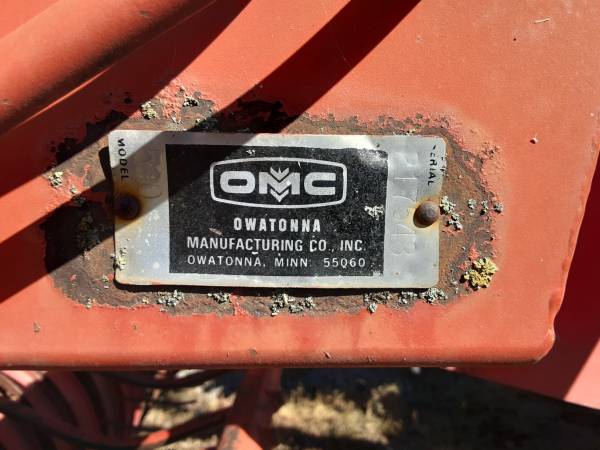 MODEL
OMC
OWATONNA
MANUFACTURING CO., INC.
OWATONNA, MINN. 55060
SERIAL